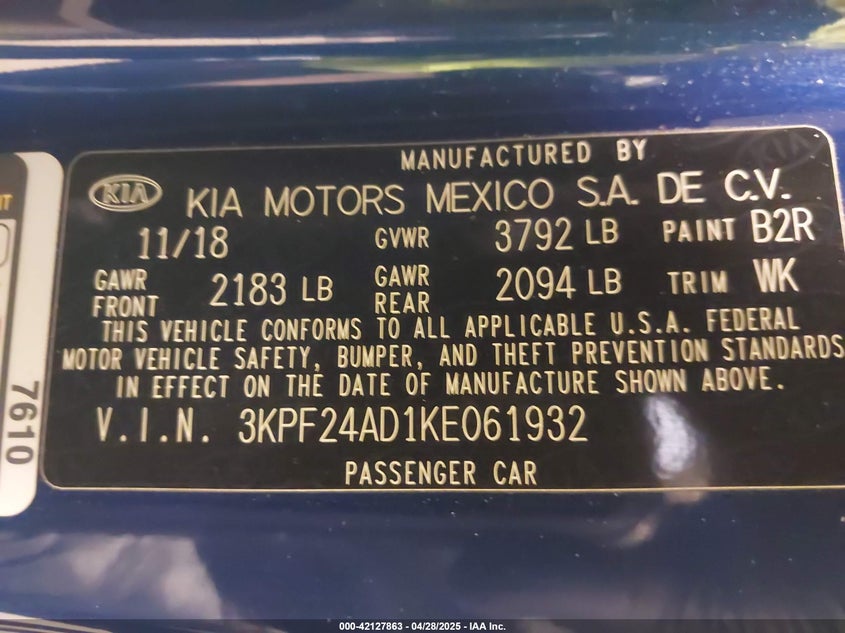 MANUFACTURED BY
KIA KIA MOTORS MEXICO S.A. DE C.V.
11/18 GVWR 3792 LB PAINT B2R
GAWR FRONT 2183 LB GAWR REAR 2094 LB TRIM WK
THIS VEHICLE CONFORMS TO ALL APPLICABLE U.S.A. FEDERAL
MOTOR VEHICLE SAFETY, BUMPER, AND THEFT PREVENTION STANDARDS
IN EFFECT ON THE DATE OF MANUFACTURE SHOWN ABOVE.
V.I.N. 3KPF24AD1KE061932
PASSENGER CAR
7610
000-42127863 - 04/28/2025 - IAA Inc.